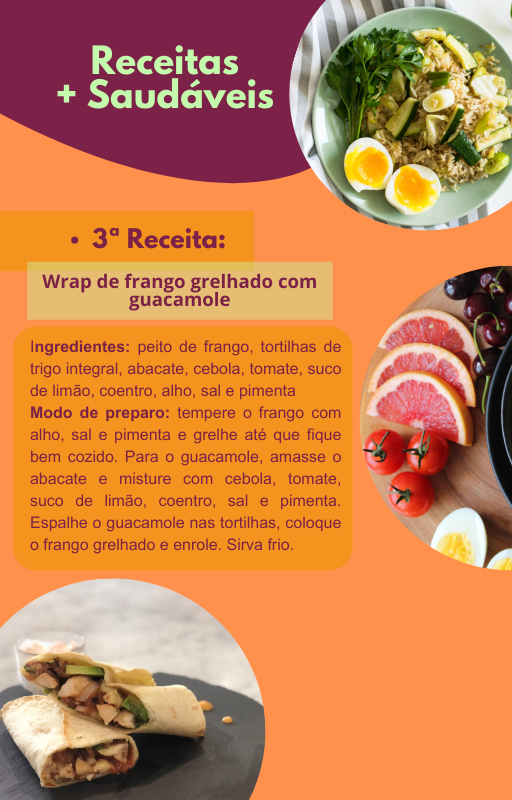 Receitas
+ Saudáveis
• 3ª Receita:
Wrap de frango grelhado com
guacamole
Ingredientes: peito de frango, tortilhas de
trigo integral, abacate, cebola, tomate, suco
de limão, coentro, alho, sal e pimenta
Modo de preparo: tempere o frango com
alho, sal e pimenta e grelhe até que fique
bem cozido. Para o guacamole, amasse o
abacate e misture com cebola, tomate,
suco de limão, coentro, sal e pimenta.
Espalhe o guacamole nas tortilhas, coloque
o frango grelhado e enrole. Sirva frio.